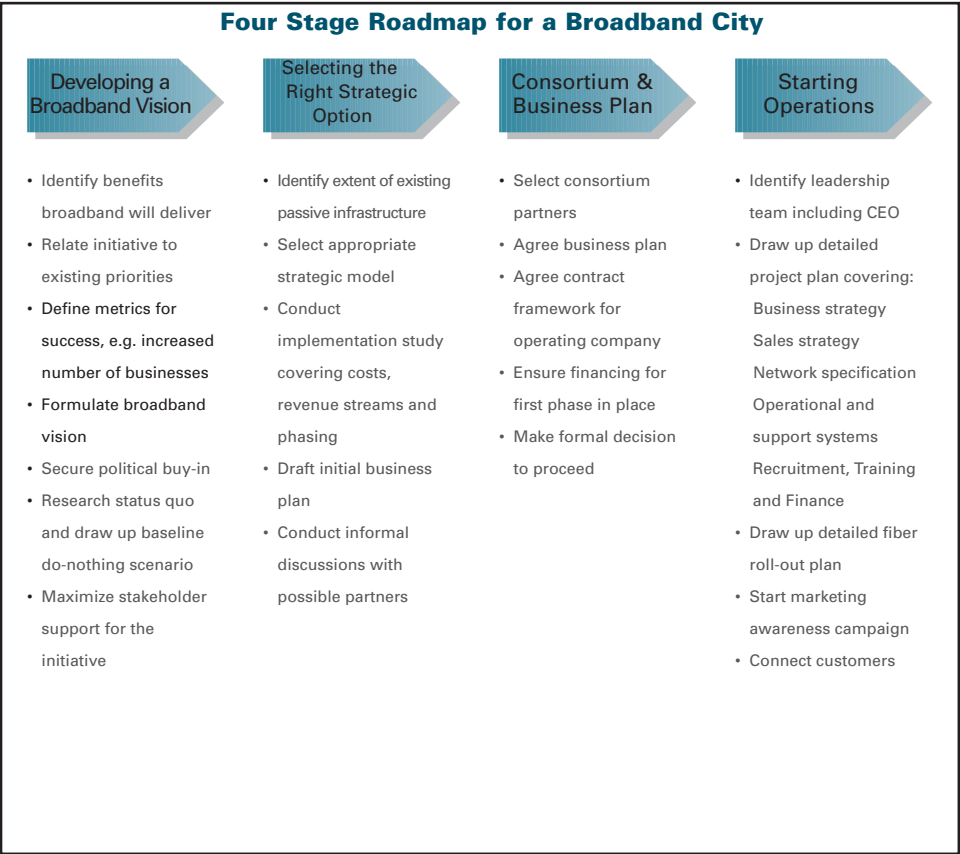 Four Stage Roadmap for a Broadband City
Developing a
Broadband Vision
• Identify benefits
broadband will deliver
• Relate initiative to
existing priorities
• Define metrics for
success, e.g. increased
number of businesses
• Formulate broadband
vision
• Secure political buy-in
• Research status quo
and draw up baseline
do-nothing scenario
• Maximize stakeholder
support for the
initiative
Selecting the
Right Strategic
Option
• Identify extent of existing
passive infrastructure
• Select appropriate
strategic model
• Conduct
implementation study
covering costs,
revenue streams and
phasing
• Draft initial business
plan
• Conduct informal
discussions with
possible partners
Consortium &
Business Plan
• Select consortium
partners
• Agree business plan
• Agree contract
framework for
operating company
• Ensure financing for
first phase in place
• Make formal decision
to proceed
Starting
Operations
• Identify leadership
team including CEO
• Draw up detailed
project plan covering:
Business strategy
Sales strategy
Network specification
Operational and
support systems
Recruitment, Training
and Finance
• Draw up detailed fiber
roll-out plan
• Start marketing
awareness campaign
• Connect customers